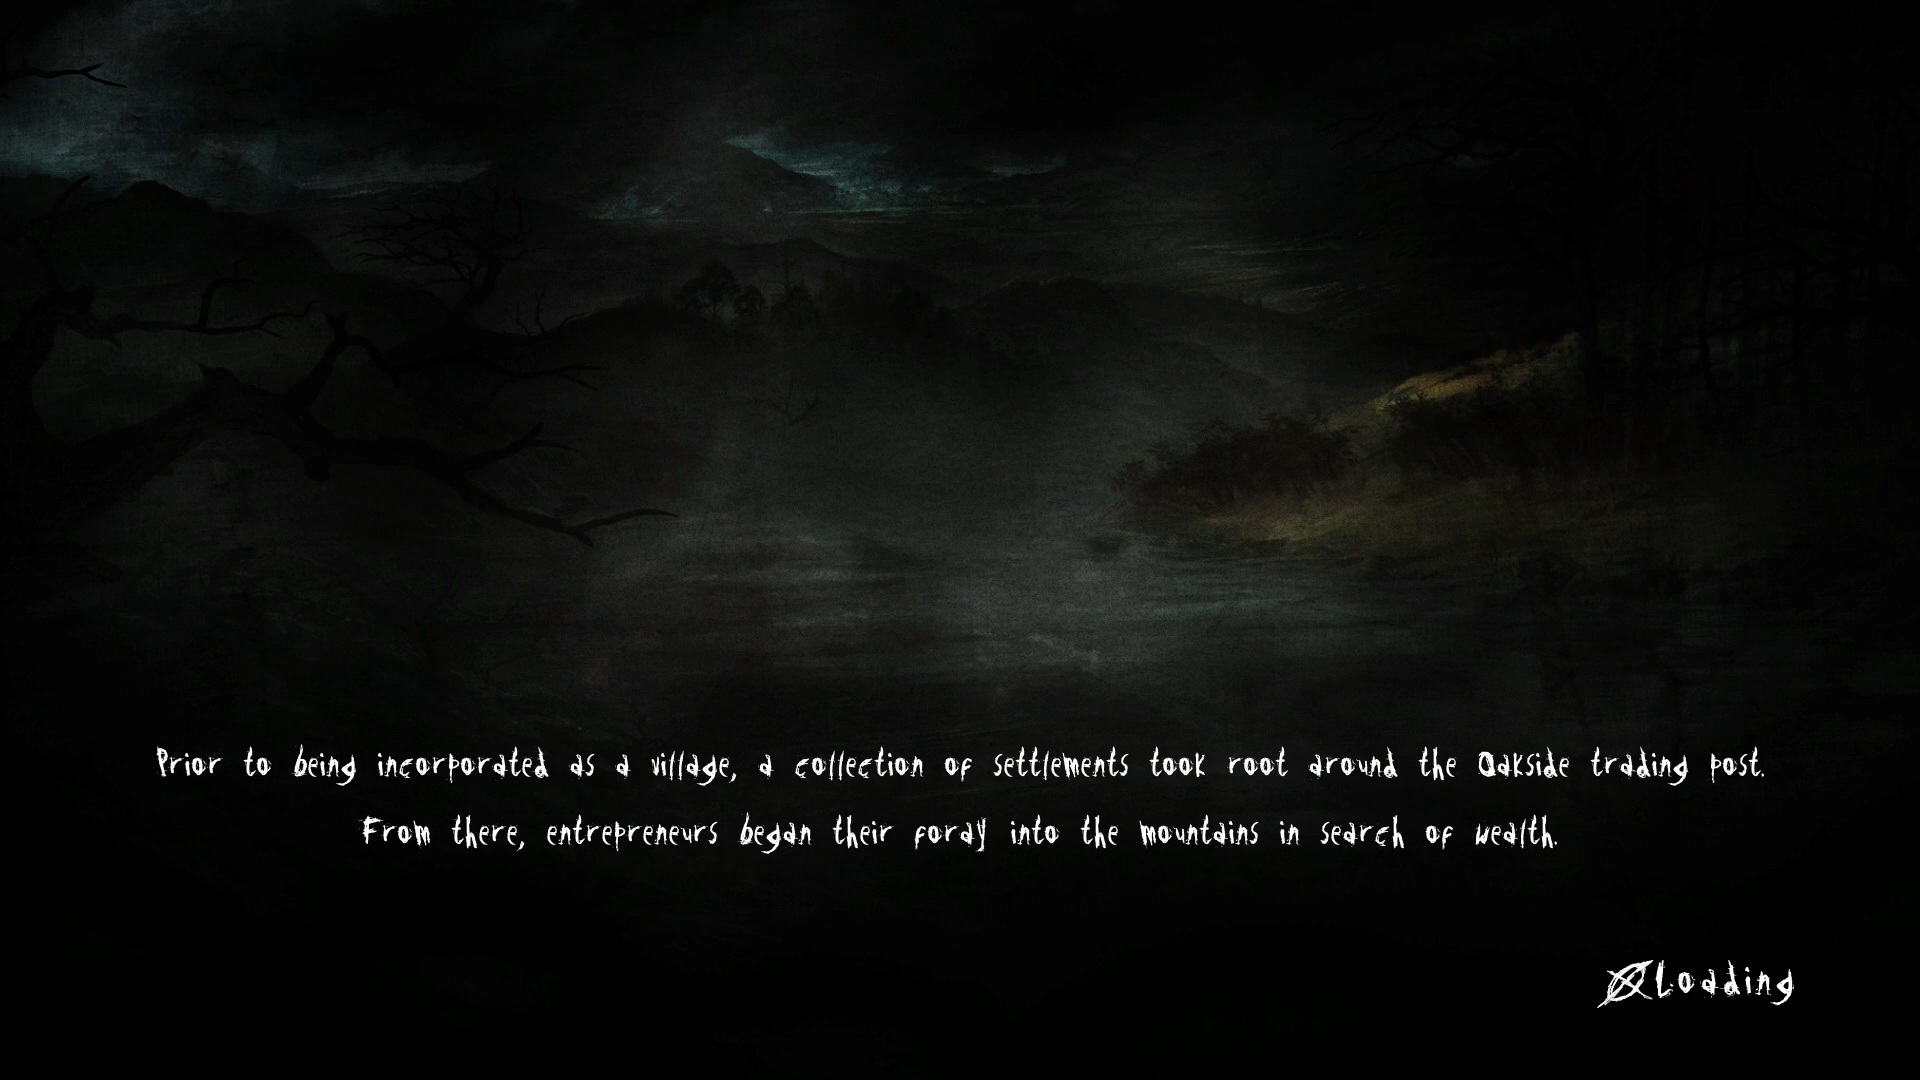 Prior to being incorporated as a village, a collection of settlements took root around the Oakside trading post.
From there, entrepreneurs began their foray into the mountains in search of wealth.
Loading